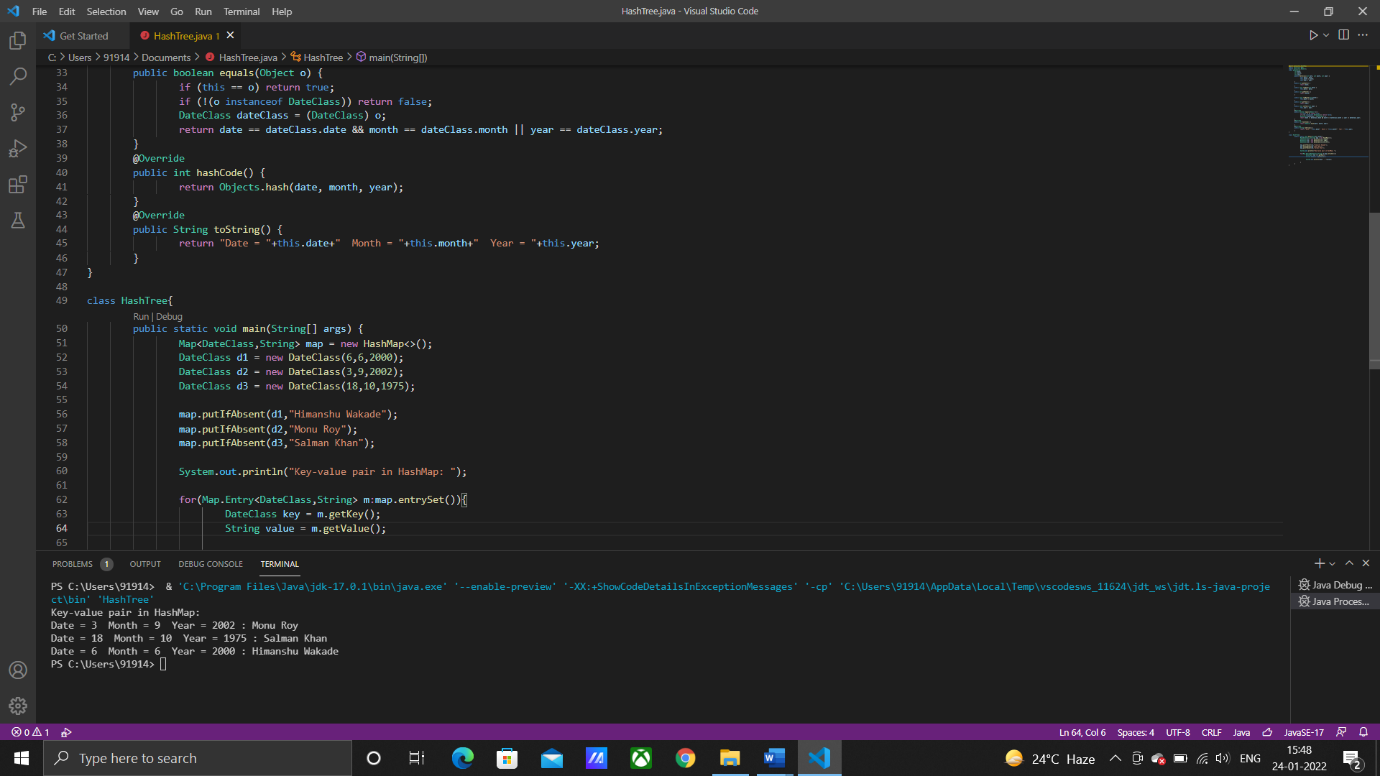 File Edit Selection View Go Run Terminal Help
HashTree.java - Visual Studio Code
Get Started
HashTree.java 1
C: > Users > 91914 > Documents > HashTree.java > HashTree > main(String[])
33 public boolean equals(Object o) {
34 if (this == o) return true;
35 if (!(o instanceof DateClass)) return false;
36 DateClass dateClass = (DateClass) o;
37 return date == dateClass.date && month == dateClass.month || year == dateClass.year;
38 }
39 @Override
40 public int hashCode() {
41 return Objects.hash(date, month, year);
42 }
43 @Override
44 public String toString() {
45 return "Date = "+this.date+"  Month = "+this.month+"  Year = "+this.year;
46 }
47 }
48
49 class HashTree{
Run | Debug
50 public static void main(String[] args) {
51 Map<DateClass,String> map = new HashMap<>();
52 DateClass d1 = new DateClass(6,6,2000);
53 DateClass d2 = new DateClass(3,9,2002);
54 DateClass d3 = new DateClass(18,10,1975);
55
56 map.putIfAbsent(d1,"Himanshu Wakade");
57 map.putIfAbsent(d2,"Monu Roy");
58 map.putIfAbsent(d3,"Salman Khan");
59
60 System.out.println("Key-value pair in HashMap: ");
61
62 for(Map.Entry<DateClass,String> m:map.entrySet()){
63 DateClass key = m.getKey();
64 String value = m.getValue();
65
PROBLEMS 1 OUTPUT DEBUG CONSOLE TERMINAL
PS C:\Users\91914>  & 'C:\Program Files\Java\jdk-17.0.1\bin\java.exe' '--enable-preview' '-XX:+ShowCodeDetailsInExceptionMessages' '-cp' 'C:\Users\91914\AppData\Local\Temp\vscodesws_11624\jdt_ws\jdt.ls-java-proje
ct\bin' 'HashTree'
Key-value pair in HashMap:
Date = 3  Month = 9  Year = 2002 : Monu Roy
Date = 18  Month = 10  Year = 1975 : Salman Khan
Date = 6  Month = 6  Year = 2000 : Himanshu Wakade
PS C:\Users\91914>
Java Debug ...
Java Proces...
0 1
Ln 64, Col 6 Spaces: 4 UTF-8 CRLF Java JavaSE-17
Type here to search
24°C Haze
ENG
15:48
24-01-2022
2